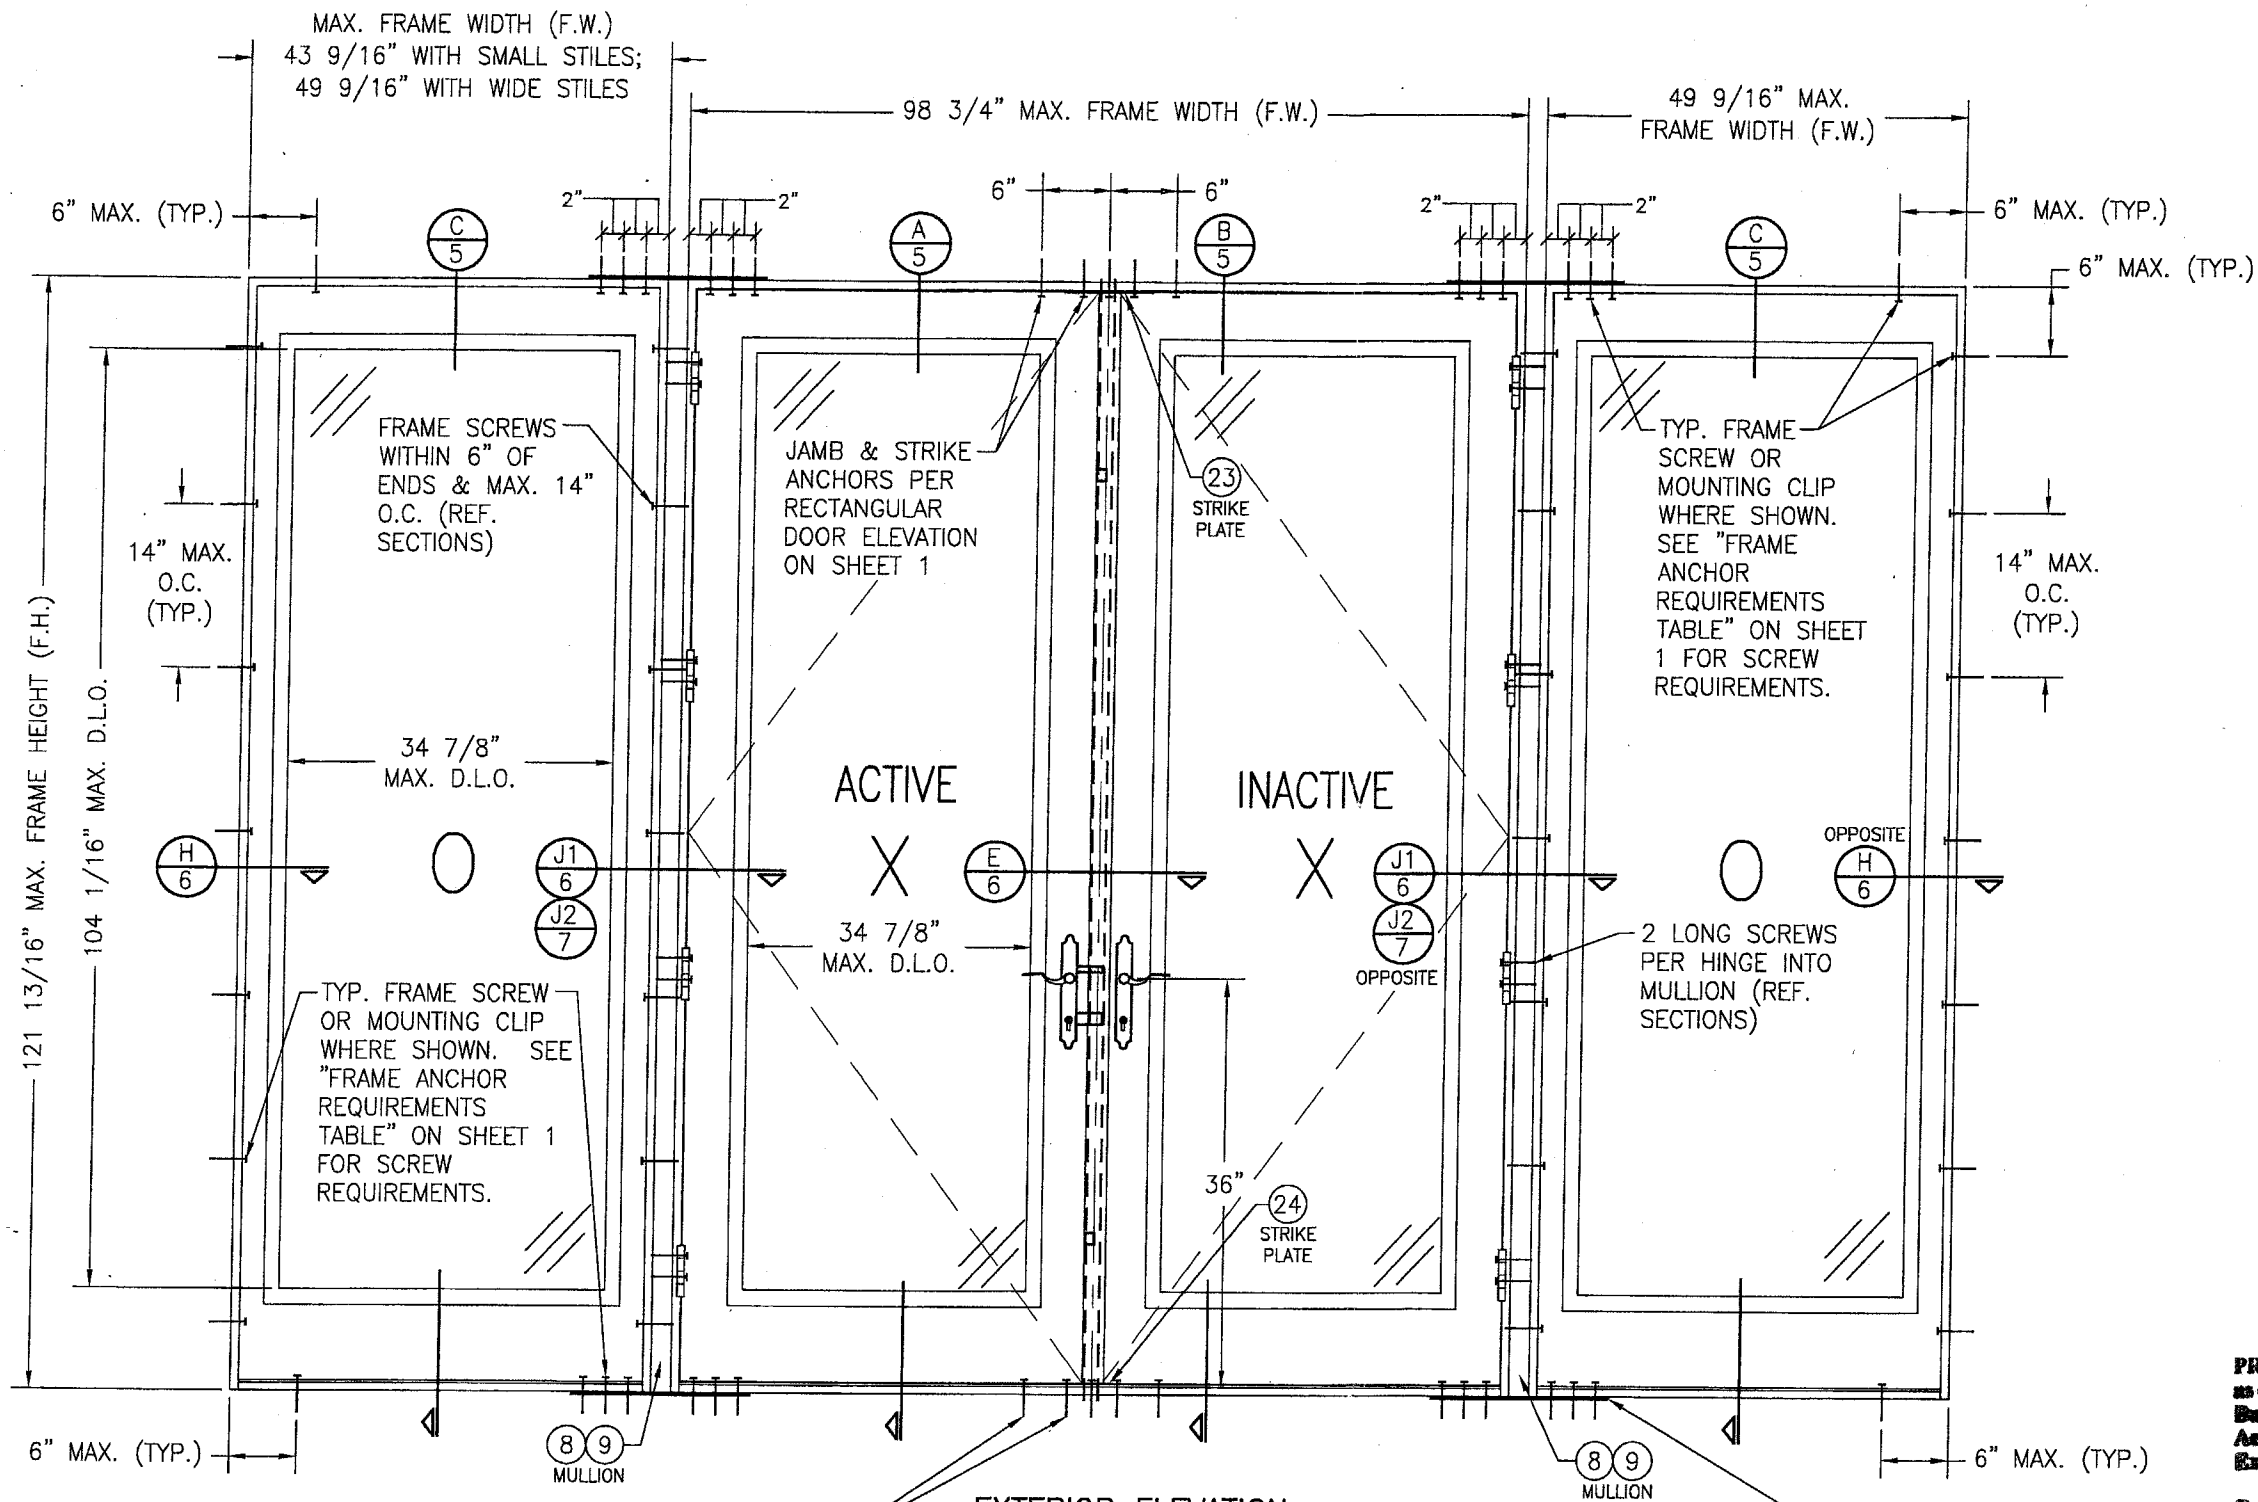 MAX. FRAME WIDTH (F.W.)
43 9/16" WITH SMALL STILES;
49 9/16" WITH WIDE STILES
98 3/4" MAX. FRAME WIDTH (F.W.)
49 9/16" MAX.
FRAME WIDTH (F.W.)
6" MAX. (TYP.)
2"
2"
6"
6"
2"
2"
6" MAX. (TYP.)
C
5
A
5
B
5
C
5
6" MAX. (TYP.)
FRAME SCREWS
WITHIN 6" OF
ENDS & MAX. 14"
O.C. (REF.
SECTIONS)
JAMB & STRIKE
ANCHORS PER
RECTANGULAR
DOOR ELEVATION
ON SHEET 1
23
STRIKE
PLATE
TYP. FRAME
SCREW OR
MOUNTING CLIP
WHERE SHOWN.
SEE "FRAME
ANCHOR
REQUIREMENTS
TABLE" ON SHEET
1 FOR SCREW
REQUIREMENTS.
14" MAX.
O.C.
(TYP.)
14" MAX.
O.C.
(TYP.)
121 13/16" MAX. FRAME HEIGHT (F.H.)
104 1/16" MAX. D.L.O.
34 7/8"
MAX. D.L.O.
ACTIVE
INACTIVE
H
6
O
J1
6
J2
7
X
E
6
X
J1
6
J2
7
OPPOSITE
O
OPPOSITE
H
6
34 7/8"
MAX. D.L.O.
2 LONG SCREWS
PER HINGE INTO
MULLION (REF.
SECTIONS)
TYP. FRAME SCREW
OR MOUNTING CLIP
WHERE SHOWN. SEE
"FRAME ANCHOR
REQUIREMENTS
TABLE" ON SHEET 1
FOR SCREW
REQUIREMENTS.
36"
24
STRIKE
PLATE
6" MAX. (TYP.)
8 9
MULLION
8 9
MULLION
6" MAX. (TYP.)
EXTERIOR ELEVATION